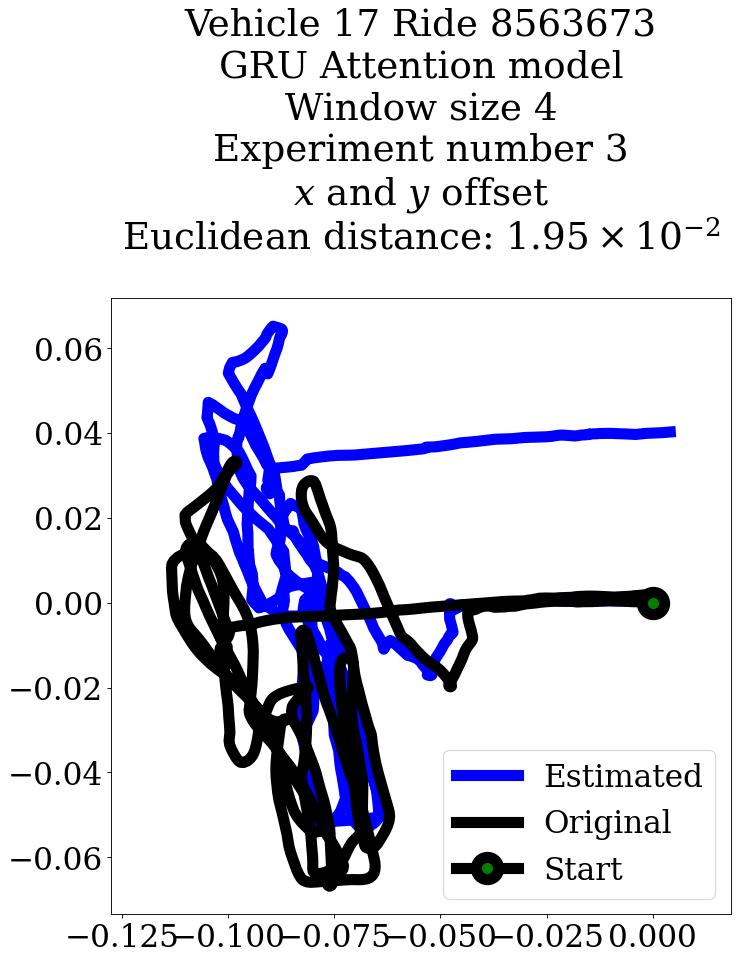 Vehicle 17 Ride 8563673
GRU Attention model
Window size 4
Experiment number 3
x and y offset
Euclidean distance: 1.95 × 10⁻²
0.06
0.04
0.02
0.00
−0.02
−0.04
−0.06
Estimated
Original
Start
−0.125 −0.100 −0.075 −0.050 −0.025 0.000